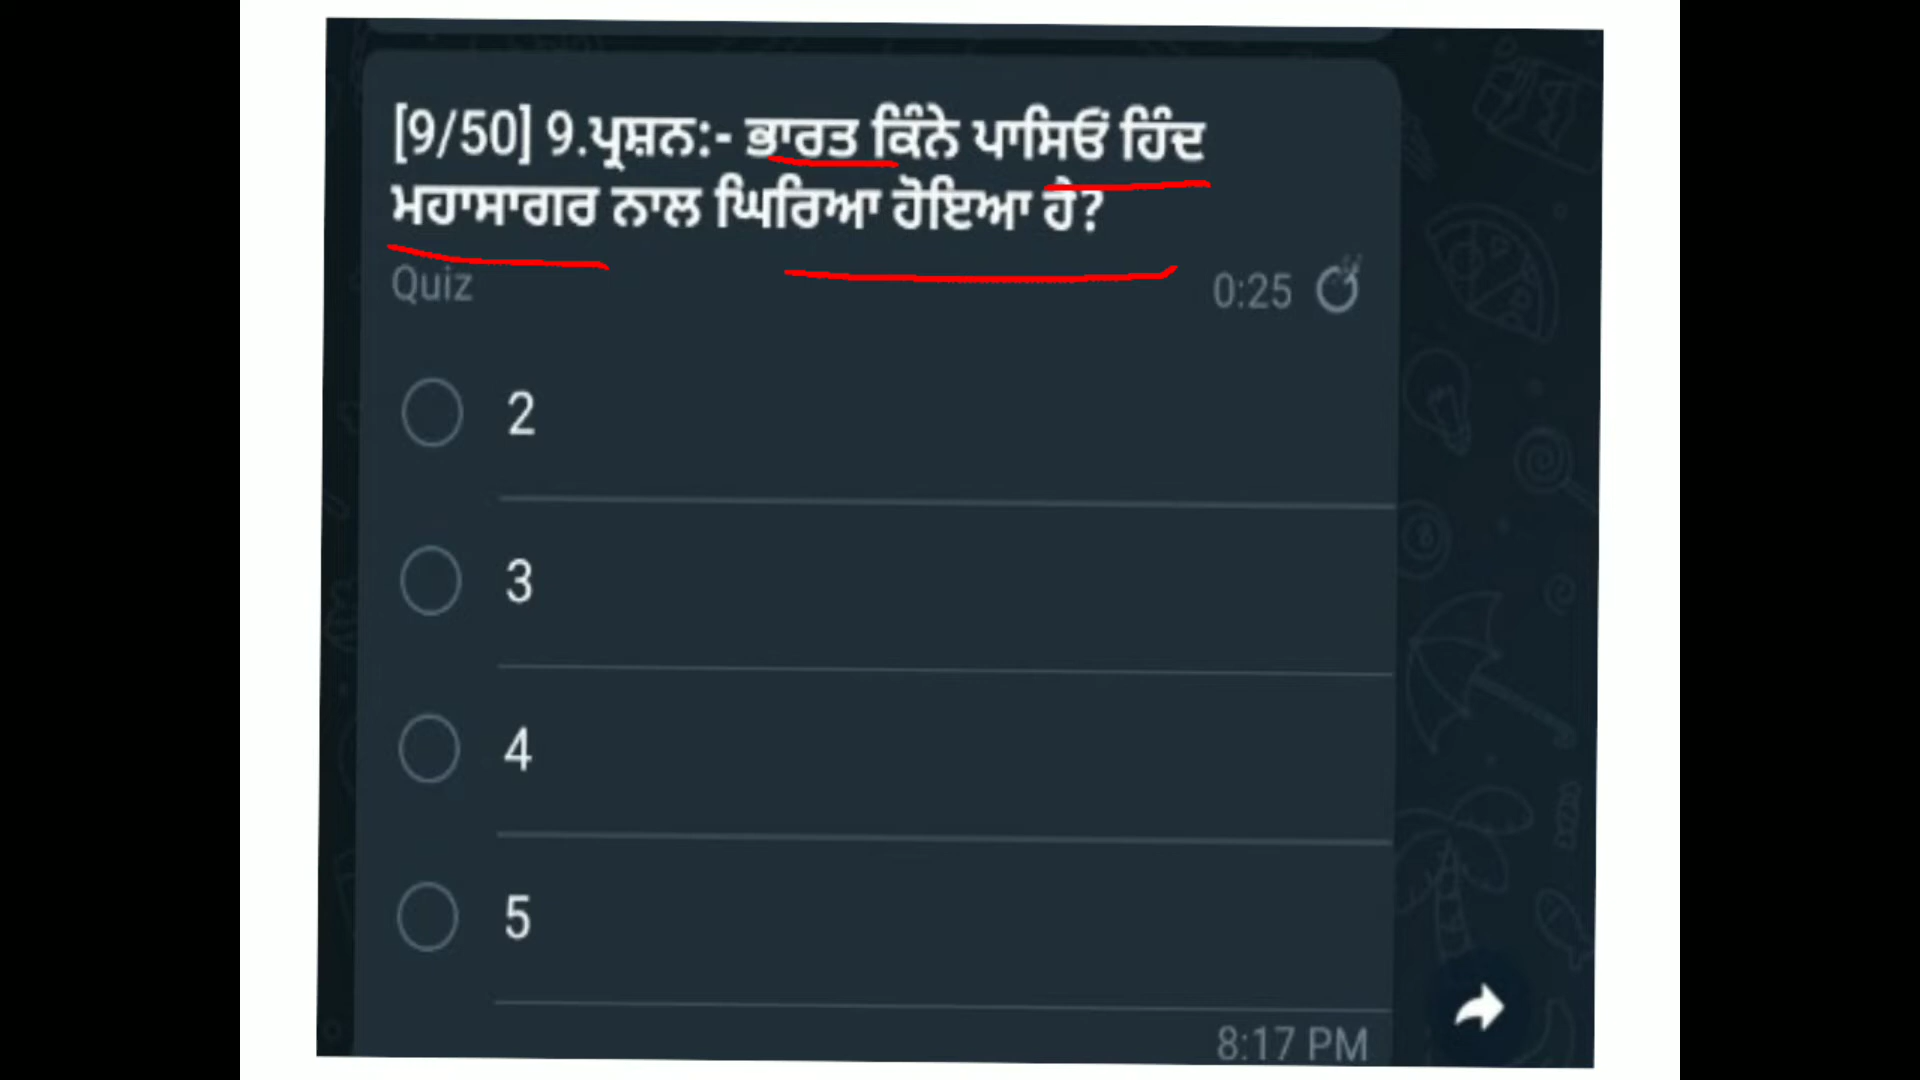 [9/50] 9.ਪ੍ਰਸ਼ਨ:- ਭਾਰਤ ਕਿੰਨੇ ਪਾਸਿਓਂ ਹਿੰਦ
ਮਹਾਸਾਗਰ ਨਾਲ ਘਿਰਿਆ ਹੋਇਆ ਹੈ?
Quiz 0:25
2
3
4
5
8:17 PM